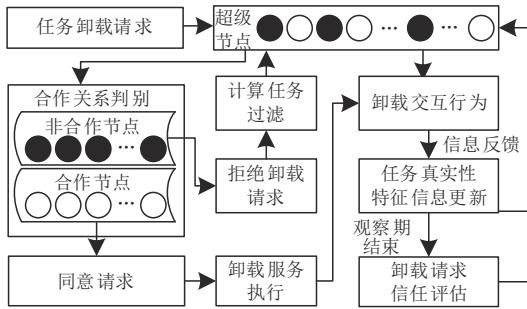 任务卸载请求
超级
节点
...
...
合作关系判别
非合作节点
...
合作节点
...
计算任务
过滤
拒绝卸载
请求
卸载交互行为
信息反馈
任务真实性
特征信息更新
观察期
结束
同意请求
卸载服务
执行
卸载请求
信任评估